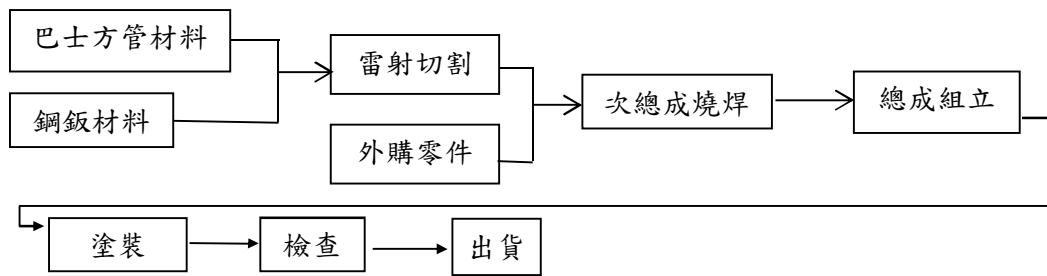 巴士方管材料
鋼鈑材料
雷射切割
外購零件
次總成燒焊
總成組立
塗裝
檢查
出貨